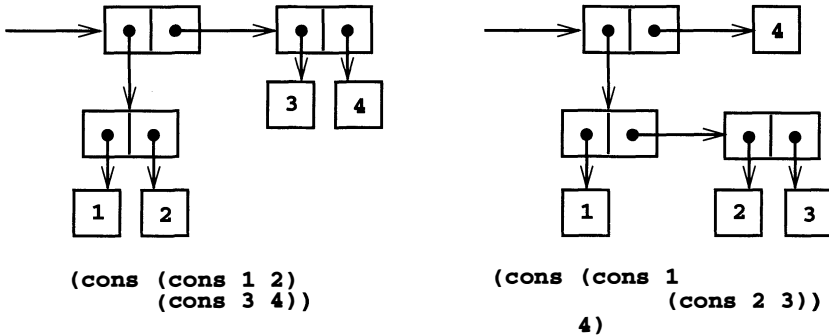 4
3 4
1 2
1 2 3
(cons (cons 1 2)
(cons 3 4))
(cons (cons 1
(cons 2 3))
4)